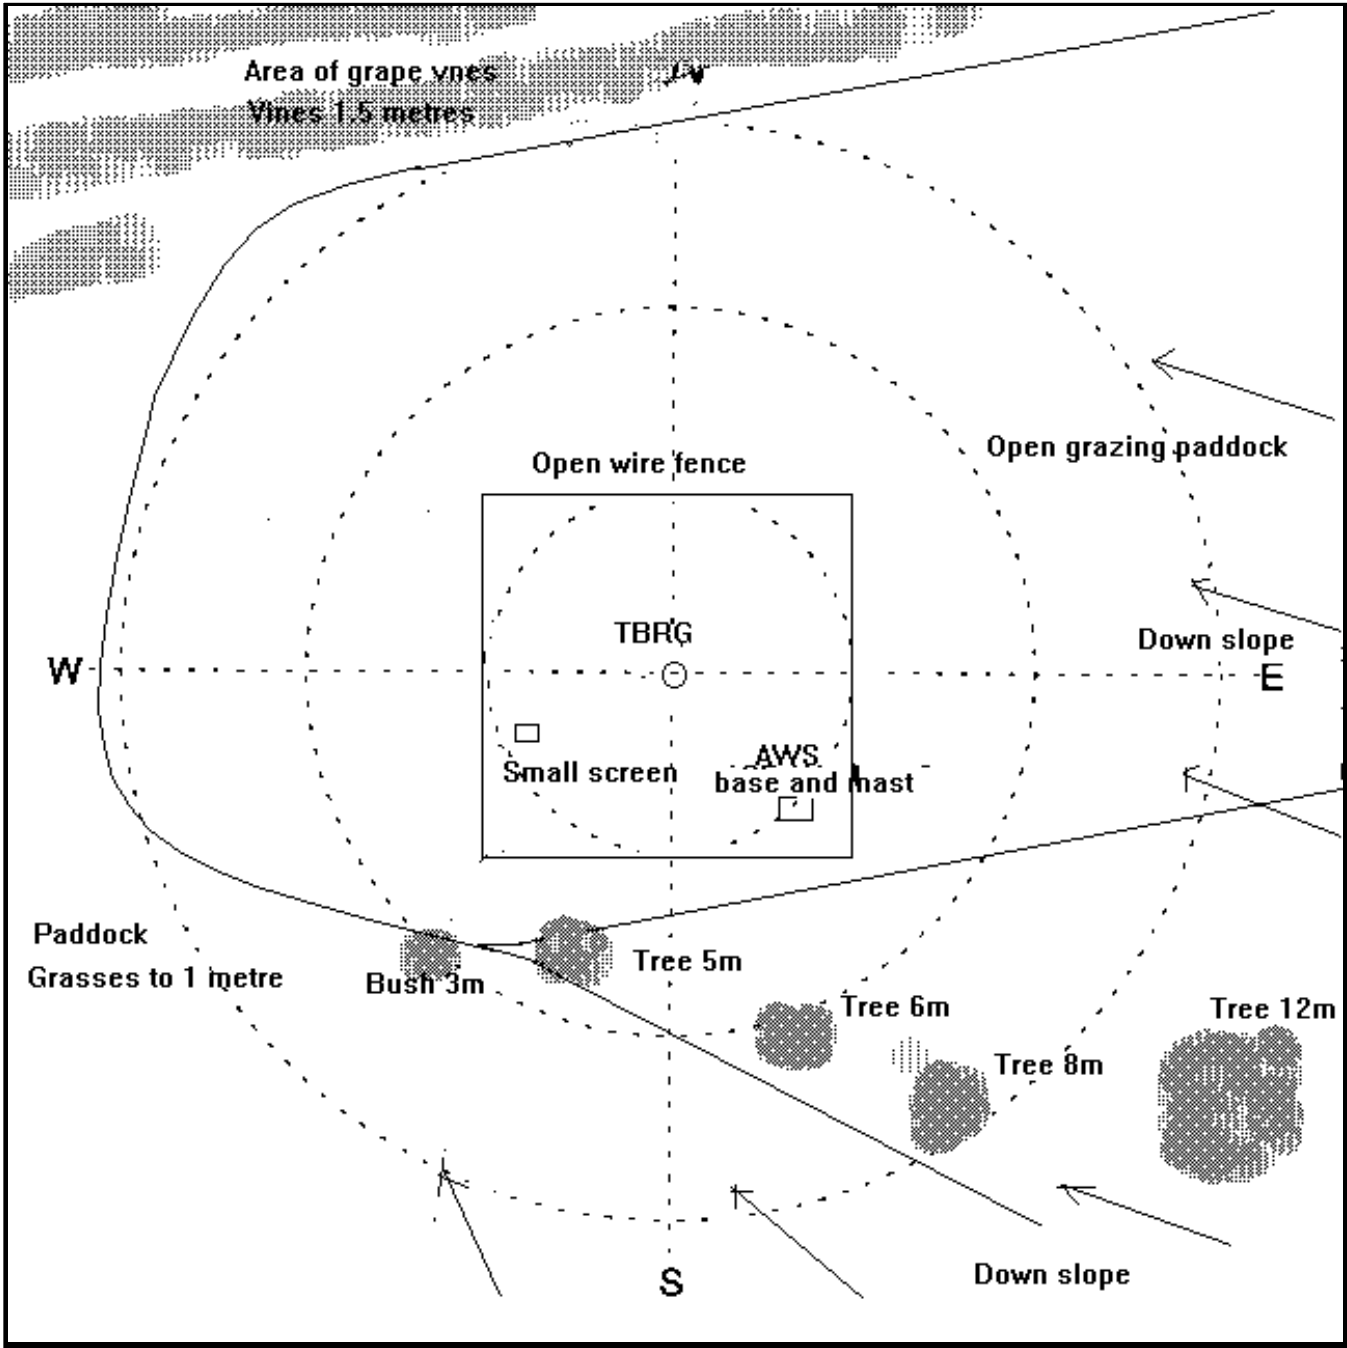 Area of grape vnes
Vines 1.5 metres
N
Open grazing paddock
Open wire fence
TBRG
Down slope
W
E
Small screen
AWS
base and mast
Paddock
Grasses to 1 metre
Bush 3m
Tree 5m
Tree 6m
Tree 12m
Tree 8m
Down slope
S